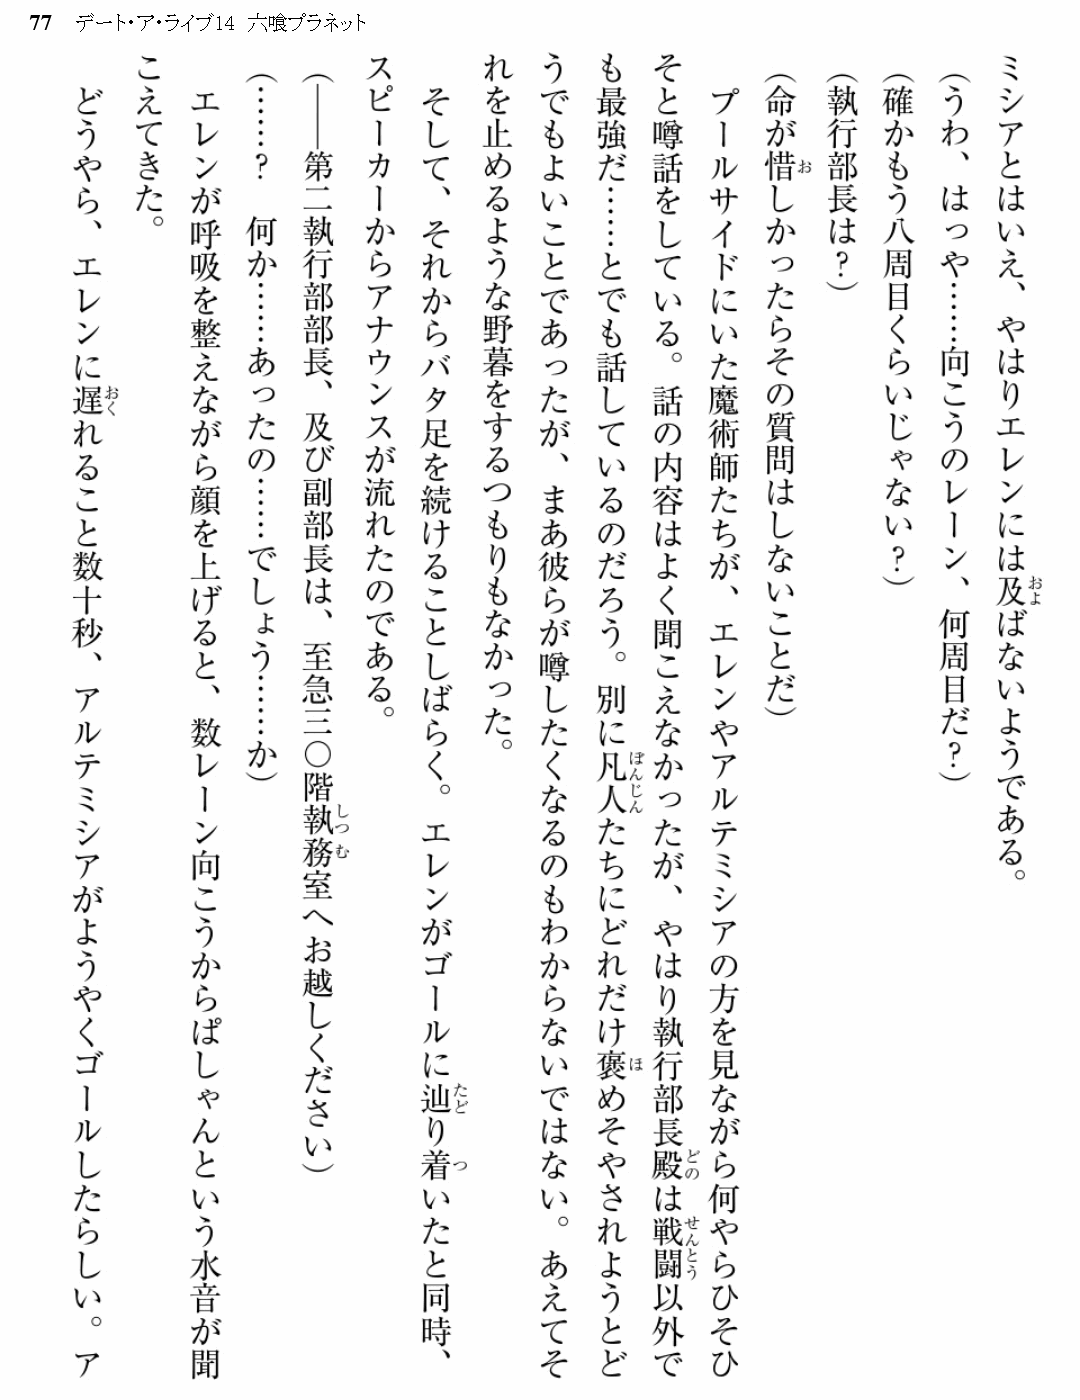 77 デート・ア・ライブ14 六喰プラネット
ミシアとはいえ、やはりエレンには及ばないようである。
(うわ、はっや……向こうのレーン、何周目だ?)
(確かもう八周目くらいじゃない?)
(執行部長は?)
(命が惜しかったらその質問はしないことだ)
プールサイドにいた魔術師たちが、エレンやアルテミシアの方を見ながら何やらひそひ
そと噂話をしている。話の内容はよく聞こえなかったが、やはり執行部長殿は戦闘以外で
も最強だ……とでも話しているのだろう。別に凡人たちにどれだけ褒めそやされようとど
うでもよいことであったが、まあ彼らが噂したくなるのもわからないではない。あえてそ
れを止めるような野暮をするつもりもなかった。
そして、それからバタ足を続けることしばらく。エレンがゴールに辿り着いたと同時、
スピーカーからアナウンスが流れたのである。
(――第二執行部部長、及び副部長は、至急三〇階執務室へお越しください)
(……? 何か……あったの……でしょう……か)
エレンが呼吸を整えながら顔を上げると、数レーン向こうからぱしゃんという水音が聞
こえてきた。
どうやら、エレンに遅れること数十秒、アルテミシアがようやくゴールしたらしい。ア